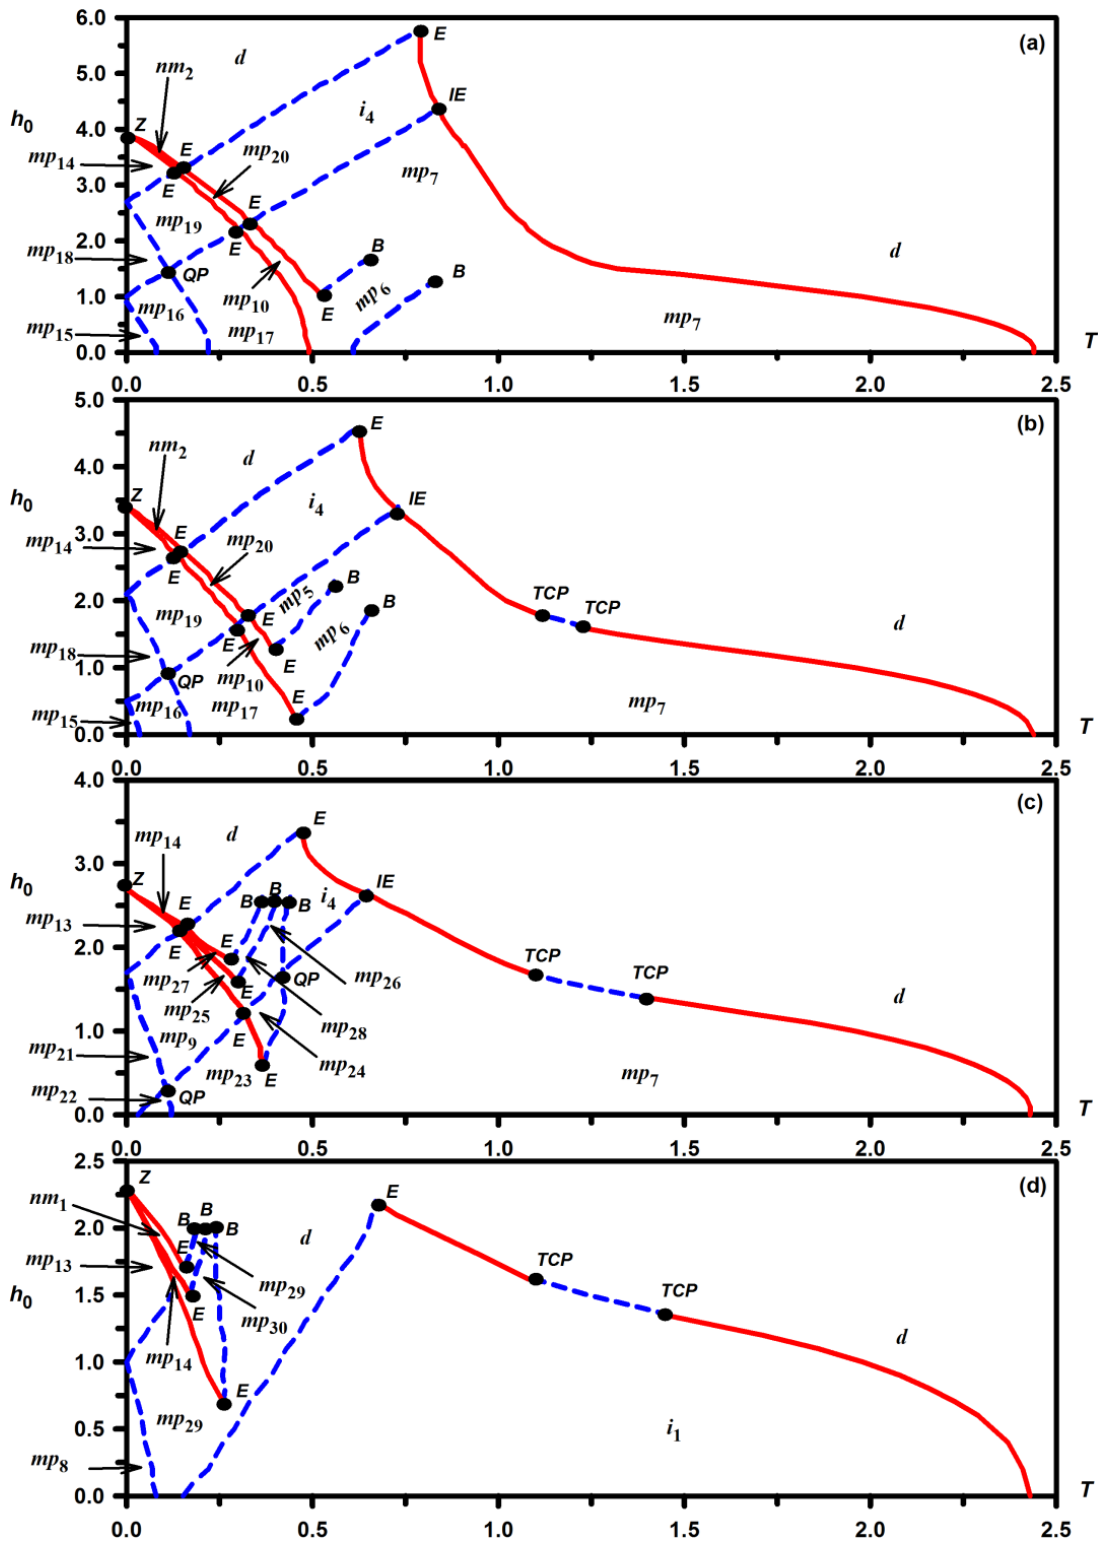 6.0 (a)
E
d
nm2
5.0
IE
i4
h0
4.0 Z
mp14 E mp20
mp7
3.0 E
mp19
2.0 E B
mp18 QP E B
d
1.0 mp16 mp10 E mp6
mp15 mp17 mp7
0.0 T
0.0 0.5 1.0 1.5 2.0 2.5
5.0 (b)
E
nm2 d
4.0
h0 Z i4 IE
3.0 E
mp14 mp20
E mp5 B
2.0 B TCP TCP
mp19 E mp6 d
mp18 E
1.0 QP mp10 E
mp16 mp17 E mp7
mp15
0.0 T
0.0 0.5 1.0 1.5 2.0 2.5
4.0 (c)
mp14 d E
3.0
h0 Z B B B i4 IE
mp13 E
2.0 E E mp26
mp27 E QP TCP TCP
mp25 d
mp9 mp28
mp21 1.0 E mp24
mp22 QP mp23 E mp7
0.0 T
0.0 0.5 1.0 1.5 2.0 2.5
2.5 (d)
Z E
nm1 B B B d
2.0
mp13 E
mp29 TCP
h0 1.5 TCP
E mp30 d
mp14
1.0
E
mp29 i1
0.5
mp8
0.0 T
0.0 0.5 1.0 1.5 2.0 2.5